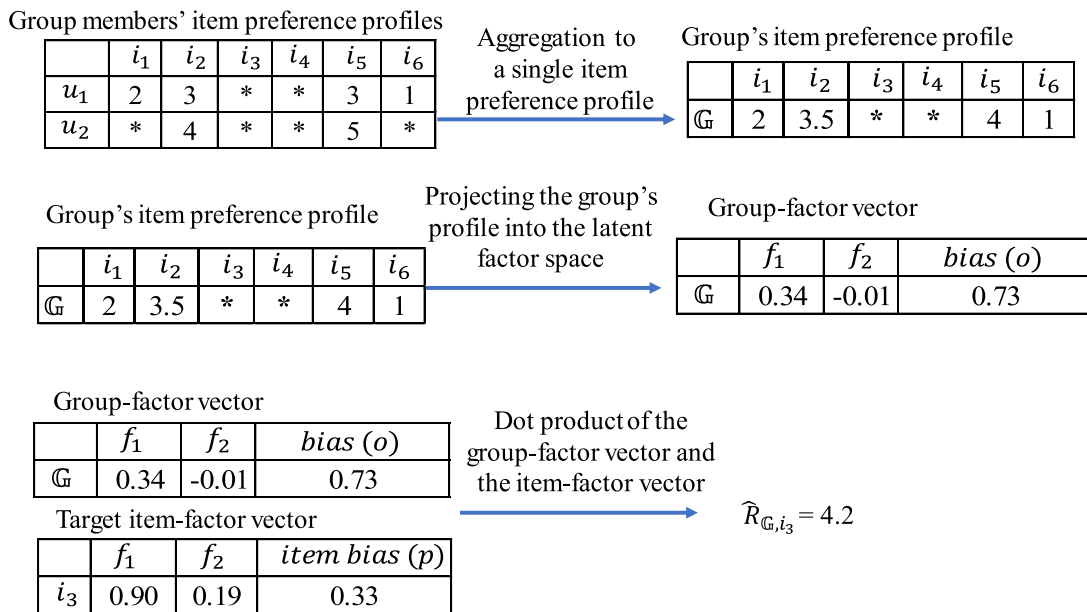 Group members' item preference profiles
i₁ i₂ i₃ i₄ i₅ i₆
u₁ 2 3 * * 3 1
u₂ * 4 * * 5 *
Aggregation to
a single item
preference profile
Group's item preference profile
i₁ i₂ i₃ i₄ i₅ i₆
𝔾 2 3.5 * * 4 1
Group's item preference profile
i₁ i₂ i₃ i₄ i₅ i₆
𝔾 2 3.5 * * 4 1
Projecting the group's
profile into the latent
factor space
Group-factor vector
f₁ f₂ bias (o)
𝔾 0.34 -0.01 0.73
Group-factor vector
f₁ f₂ bias (o)
𝔾 0.34 -0.01 0.73
Target item-factor vector
f₁ f₂ item bias (p)
i₃ 0.90 0.19 0.33
Dot product of the
group-factor vector and
the item-factor vector
R̂𝔾,i₃ = 4.2